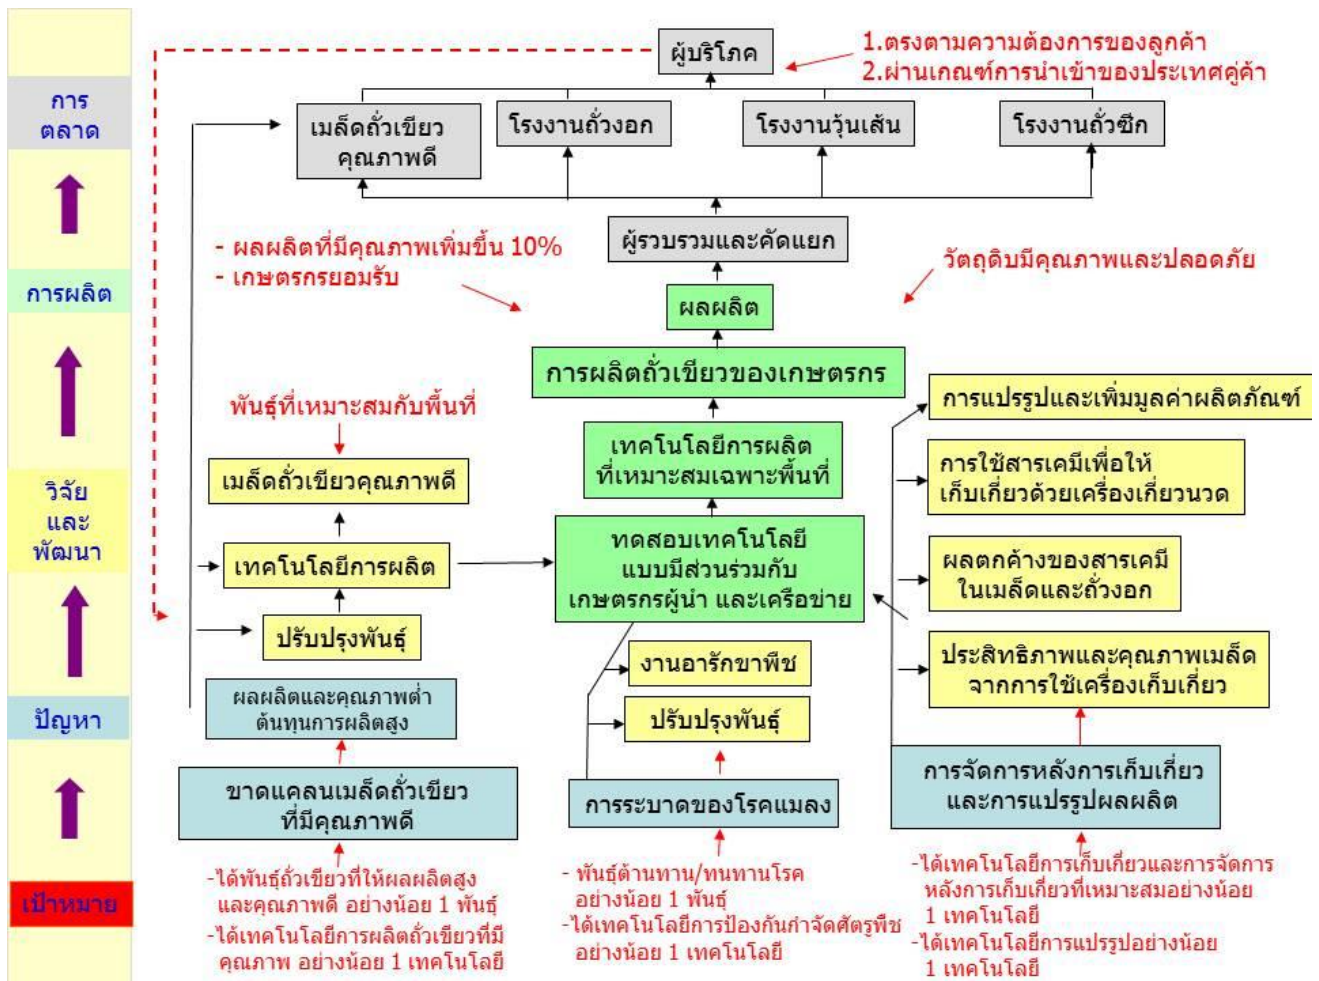 ผู้บริโภค
1.ตรงตามความต้องการของลูกค้า
2.ผ่านเกณฑ์การนำเข้าของประเทศคู่ค้า
การ
ตลาด
เมล็ดถั่วเขียว
คุณภาพดี
โรงงานถั่วงอก
โรงงานวุ้นเส้น
โรงงานถั่วซีก
ผู้รวบรวมและคัดแยก
- ผลผลิตที่มีคุณภาพเพิ่มขึ้น 10%
- เกษตรกรยอมรับ
วัตถุดิบมีคุณภาพและปลอดภัย
การผลิต
ผลผลิต
การผลิตถั่วเขียวของเกษตรกร
พันธุ์ที่เหมาะสมกับพื้นที่
การแปรรูปและเพิ่มมูลค่าผลิตภัณฑ์
เทคโนโลยีการผลิต
ที่เหมาะสมเฉพาะพื้นที่
การใช้สารเคมีเพื่อให้
เก็บเกี่ยวด้วยเครื่องเกี่ยวนวด
เมล็ดถั่วเขียวคุณภาพดี
วิจัย
และ
พัฒนา
เทคโนโลยีการผลิต
ทดสอบเทคโนโลยี
แบบมีส่วนร่วมกับ
เกษตรกรผู้นำ และเครือข่าย
ผลตกค้างของสารเคมี
ในเมล็ดและถั่วงอก
ปรับปรุงพันธุ์
งานอารักขาพืช
ประสิทธิภาพและคุณภาพเมล็ด
จากการใช้เครื่องเก็บเกี่ยว
ปัญหา
ผลผลิตและคุณภาพต่ำ
ต้นทุนการผลิตสูง
ปรับปรุงพันธุ์
ขาดแคลนเมล็ดถั่วเขียว
ที่มีคุณภาพดี
การระบาดของโรคแมลง
การจัดการหลังการเก็บเกี่ยว
และการแปรรูปผลผลิต
เป้าหมาย
-ได้พันธุ์ถั่วเขียวที่ให้ผลผลิตสูง
และคุณภาพดี อย่างน้อย 1 พันธุ์
-ได้เทคโนโลยีการผลิตถั่วเขียวที่มี
คุณภาพ อย่างน้อย 1 เทคโนโลยี
- พันธุ์ต้านทาน/ทนทานโรค
อย่างน้อย 1 พันธุ์
-ได้เทคโนโลยีการป้องกันกำจัดศัตรูพืช
อย่างน้อย 1 เทคโนโลยี
-ได้เทคโนโลยีการเก็บเกี่ยวและการจัดการ
หลังการเก็บเกี่ยวที่เหมาะสมอย่างน้อย
1 เทคโนโลยี
-ได้เทคโนโลยีการแปรรูปอย่างน้อย
1 เทคโนโลยี